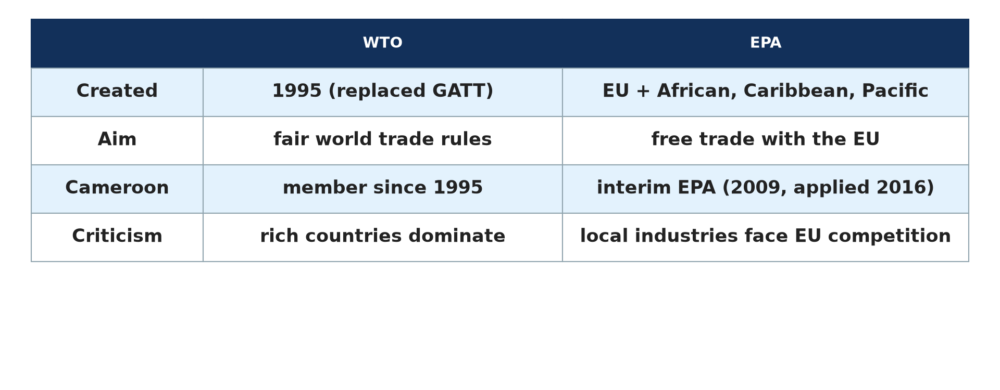 WTO EPA
Created 1995 (replaced GATT) EU + African, Caribbean, Pacific
Aim fair world trade rules free trade with the EU
Cameroon member since 1995 interim EPA (2009, applied 2016)
Criticism rich countries dominate local industries face EU competition